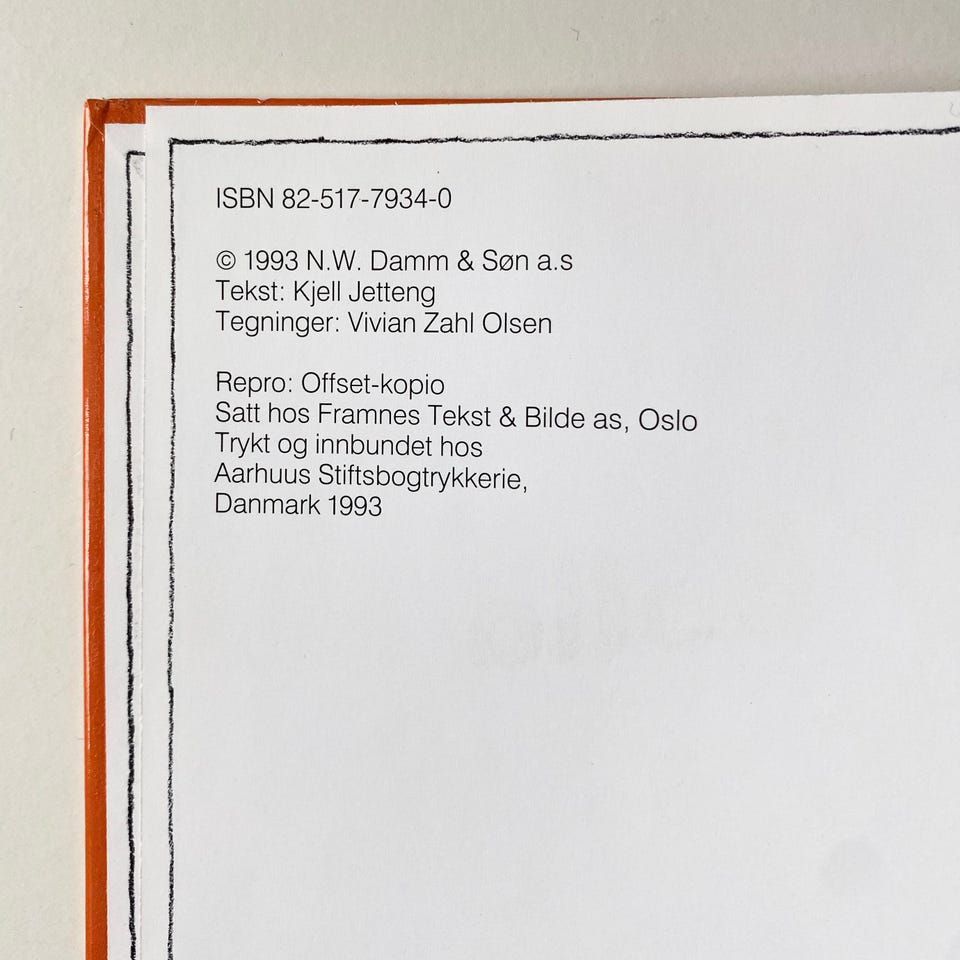 ISBN 82-517-7934-0
© 1993 N.W. Damm & Søn a.s
Tekst: Kjell Jetteng
Tegninger: Vivian Zahl Olsen
Repro: Offset-kopio
Satt hos Framnes Tekst & Bilde as, Oslo
Trykt og innbundet hos
Aarhuus Stiftsbogtrykkerie,
Danmark 1993